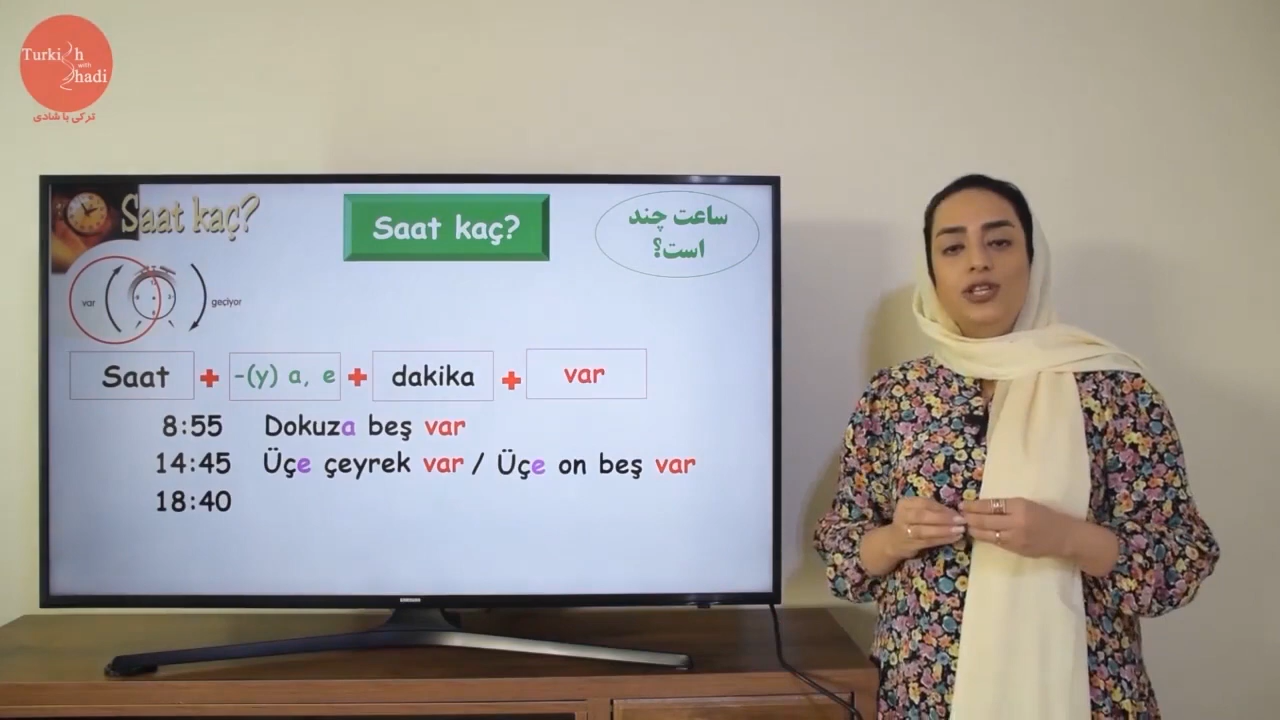 Turkish
with
Shadi
ترکی با شادی
Saat kaç?
Saat kaç?
ساعت چند
است؟
var
geçiyor
Saat + -(y) a, e + dakika + var
8:55 Dokuza beş var
14:45 Üçe çeyrek var / Üçe on beş var
18:40